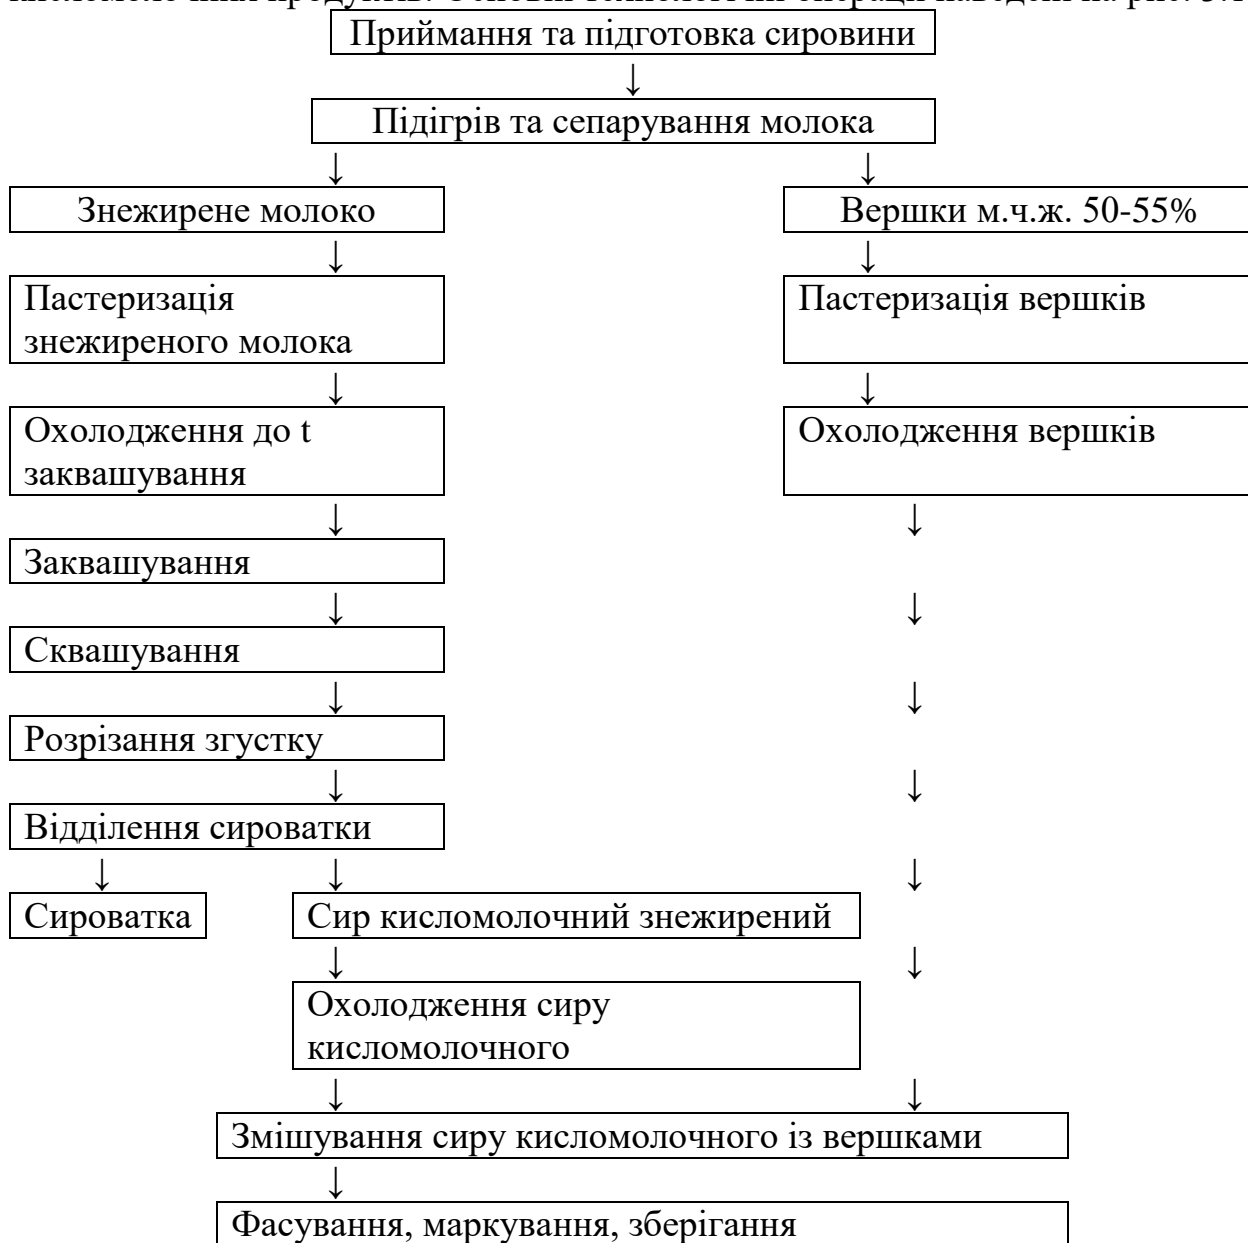 Приймання та підготовка сировини
↓
Підігрів та сепарування молока
↓ ↓
Знежирене молоко Вершки м.ч.ж. 50-55%
↓ ↓
Пастеризація Пастеризація вершків
знежиреного молока
↓ ↓
Охолодження до t Охолодження вершків
заквашування
↓ ↓
Заквашування
↓ ↓
Сквашування
↓ ↓
Розрізання згустку
↓ ↓
Відділення сироватки
↓ ↓ ↓
Сироватка Сир кисломолочний знежирений
↓ ↓
Охолодження сиру
кисломолочного
↓ ↓
Змішування сиру кисломолочного із вершками
↓
Фасування, маркування, зберігання